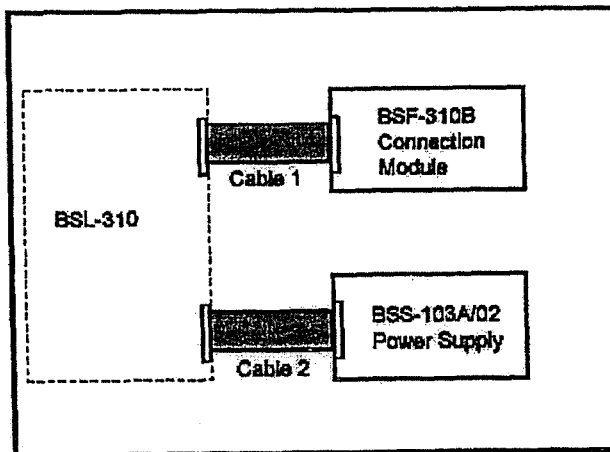 BSF-310B
Connection
Module
Cable 1
BSL-310
BSS-103A/02
Power Supply
Cable 2